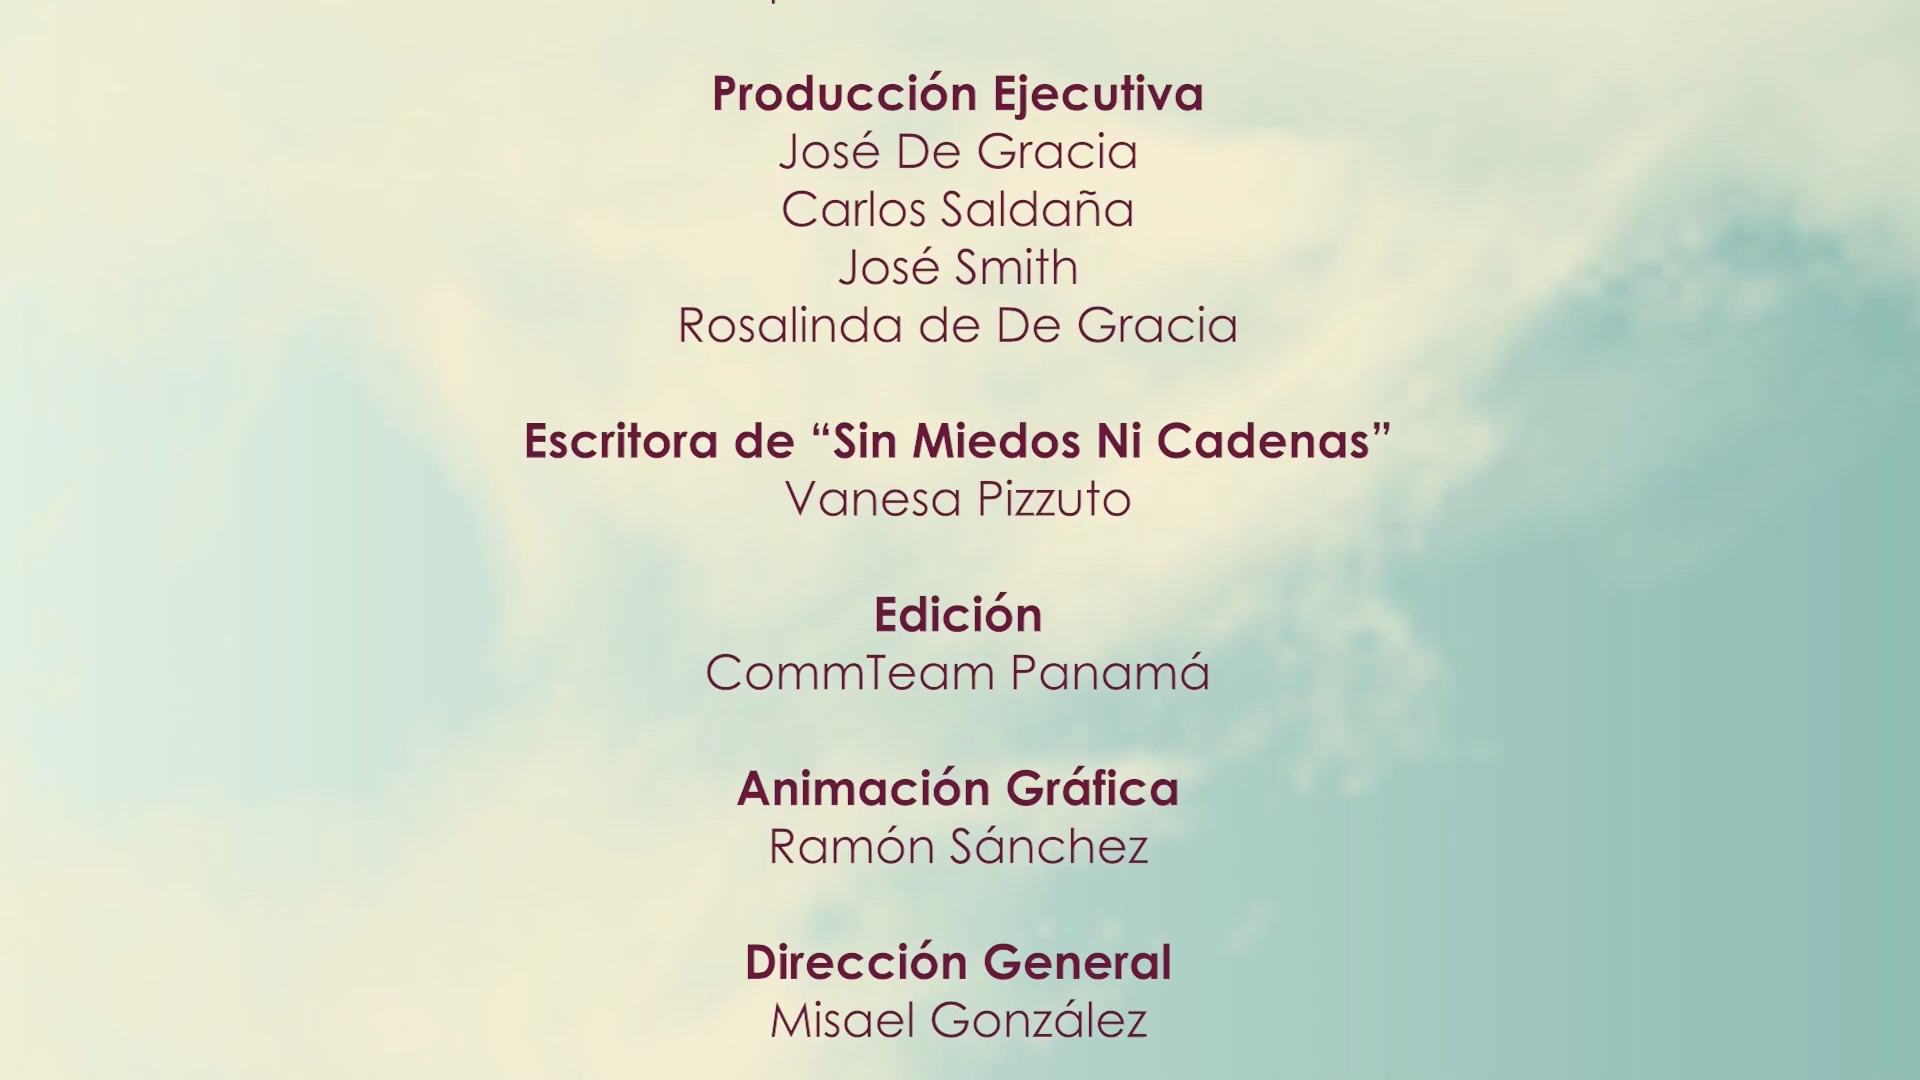 Producción Ejecutiva
José De Gracia
Carlos Saldaña
José Smith
Rosalinda de De Gracia
Escritora de “Sin Miedos Ni Cadenas”
Vanesa Pizzuto
Edición
CommTeam Panamá
Animación Gráfica
Ramón Sánchez
Dirección General
Misael González